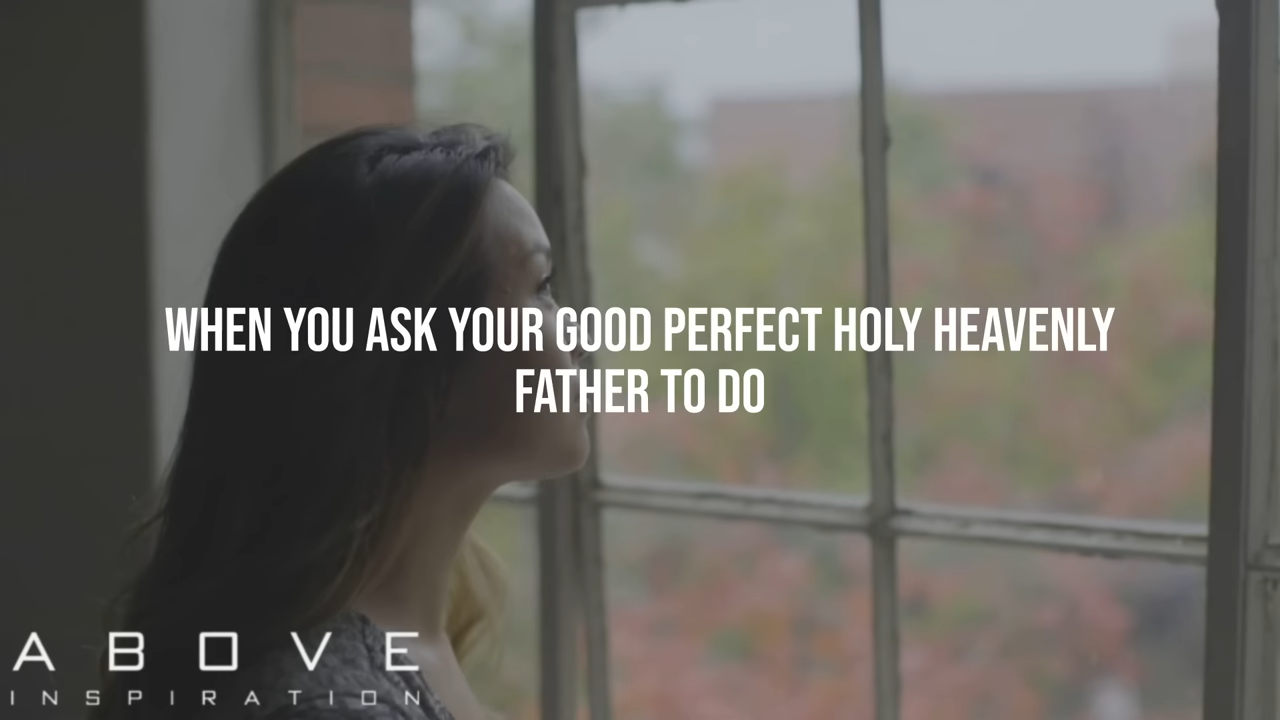 WHEN YOU ASK YOUR GOOD PERFECT HOLY HEAVENLY
FATHER TO DO
ABOVE
INSPIRATION